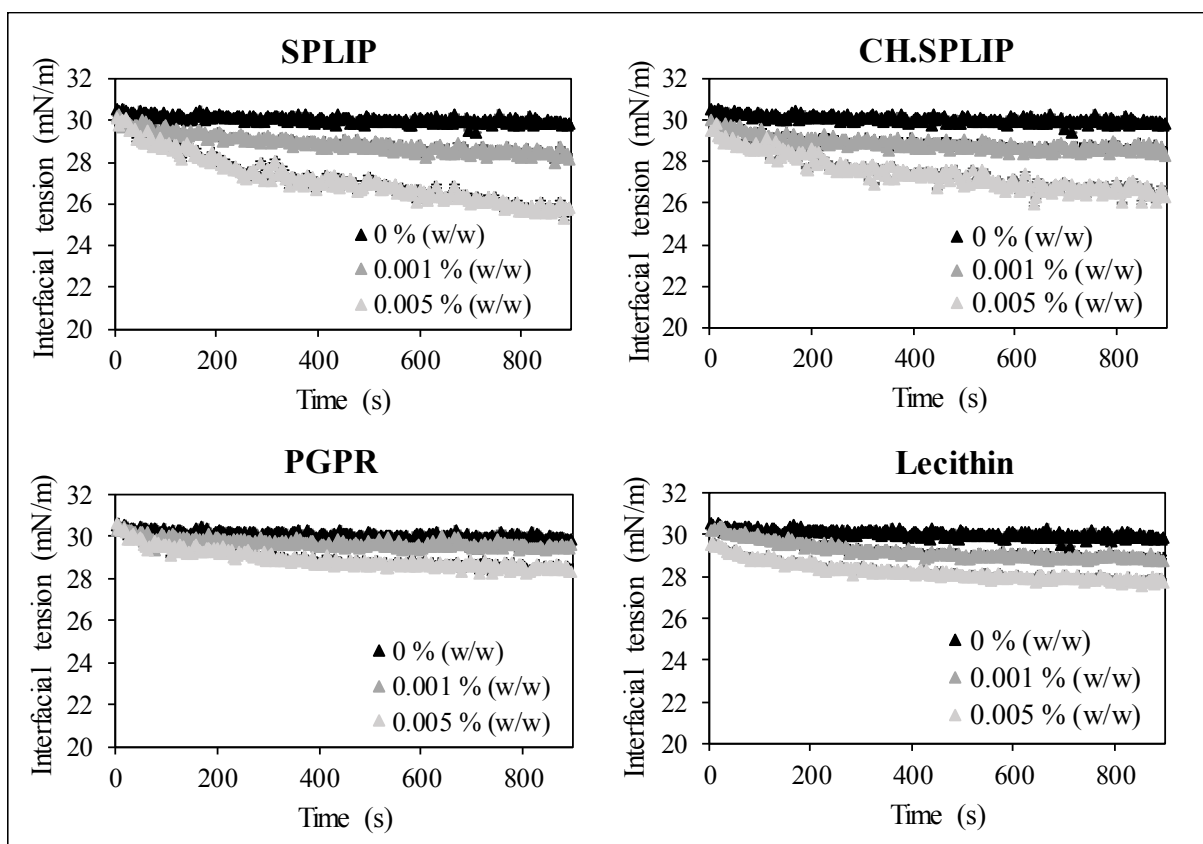 SPLIP
Interfacial tension (mN/m)
32
30
28
26
24
22
20
0 % (w/w)
0.001 % (w/w)
0.005 % (w/w)
0 200 400 600 800
Time (s)
CH.SPLIP
Interfacial tension (mN/m)
32
30
28
26
24
22
20
0 % (w/w)
0.001 % (w/w)
0.005 % (w/w)
0 200 400 600 800
Time (s)
PGPR
Interfacial tension (mN/m)
32
30
28
26
24
22
20
0 % (w/w)
0.001 % (w/w)
0.005 % (w/w)
0 200 400 600 800
Time (s)
Lecithin
Interfacial tension (mN/m)
32
30
28
26
24
22
20
0 % (w/w)
0.001 % (w/w)
0.005 % (w/w)
0 200 400 600 800
Time (s)